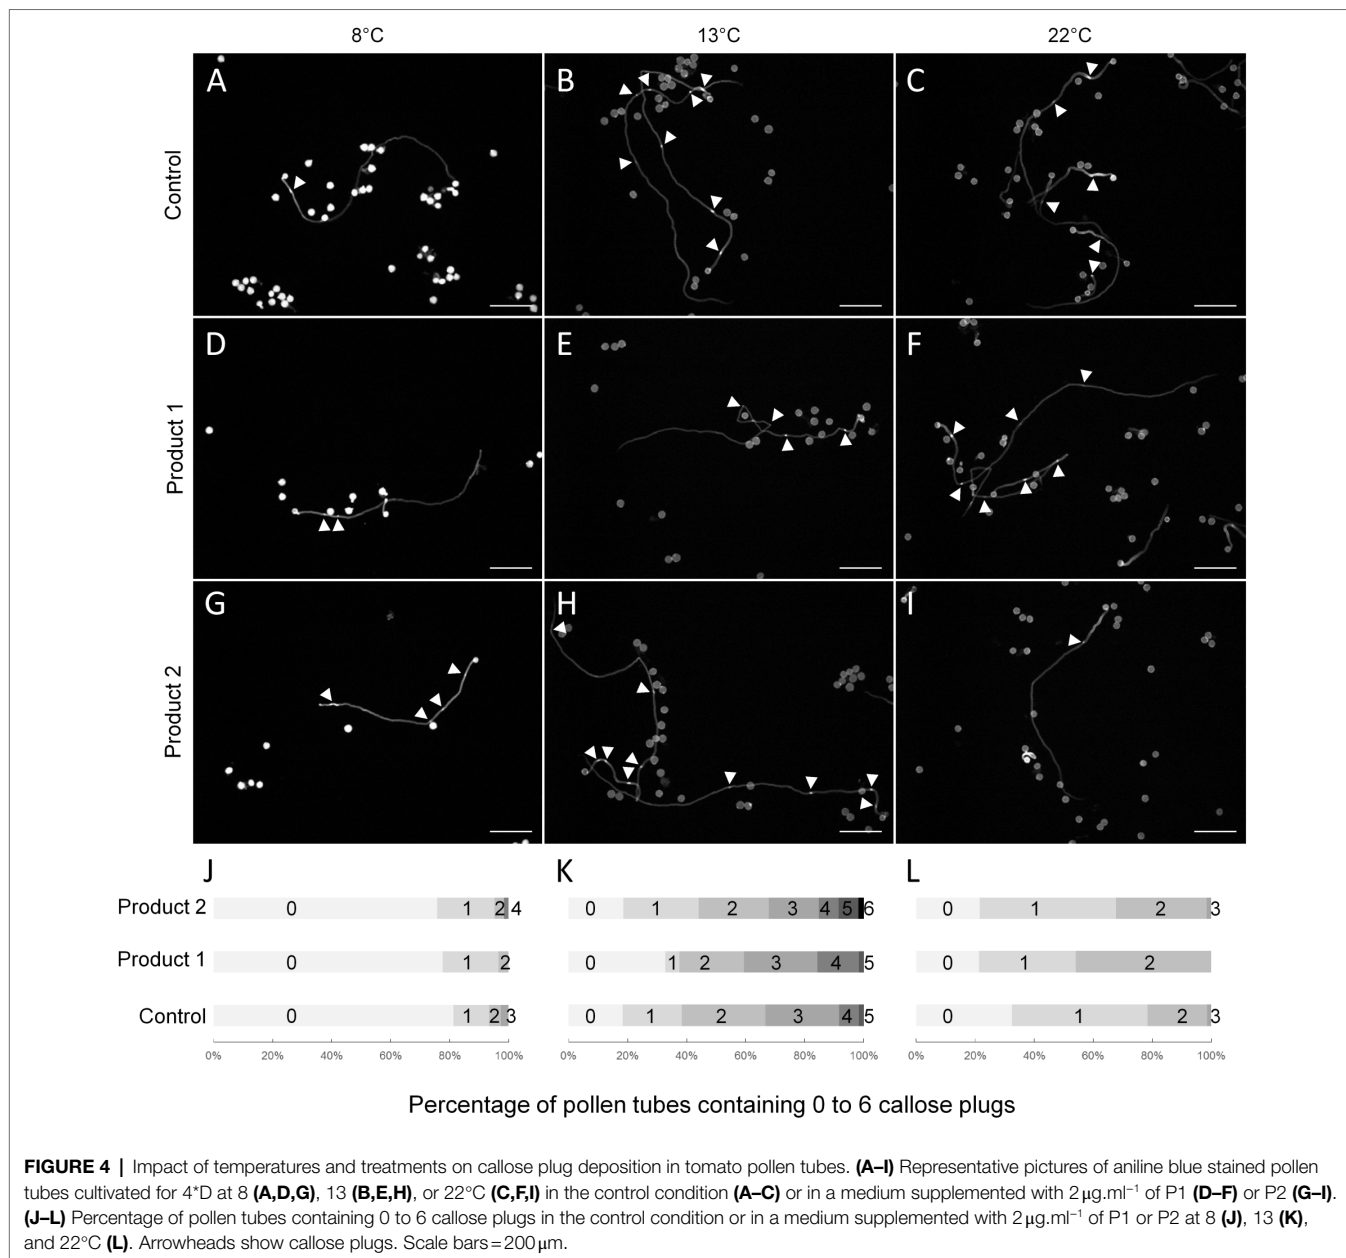 8°C 13°C 22°C
Control
A B C
Product 1
D E F
Product 2
G H I
J K L
Product 2 0 1 2 4 0 1 2 3 4 5 6 0 1 2 3
Product 1 0 1 2 0 1 2 3 4 5 0 1 2
Control 0 1 2 3 0 1 2 3 4 5 0 1 2 3
0% 20% 40% 60% 80% 100% 0% 20% 40% 60% 80% 100% 0% 20% 40% 60% 80% 100%
Percentage of pollen tubes containing 0 to 6 callose plugs
FIGURE 4 | Impact of temperatures and treatments on callose plug deposition in tomato pollen tubes. (A–I) Representative pictures of aniline blue stained pollen
tubes cultivated for 4*D at 8 (A,D,G), 13 (B,E,H), or 22°C (C,F,I) in the control condition (A–C) or in a medium supplemented with 2 μg.ml⁻¹ of P1 (D–F) or P2 (G–I).
(J–L) Percentage of pollen tubes containing 0 to 6 callose plugs in the control condition or in a medium supplemented with 2 μg.ml⁻¹ of P1 or P2 at 8 (J), 13 (K),
and 22°C (L). Arrowheads show callose plugs. Scale bars = 200 μm.